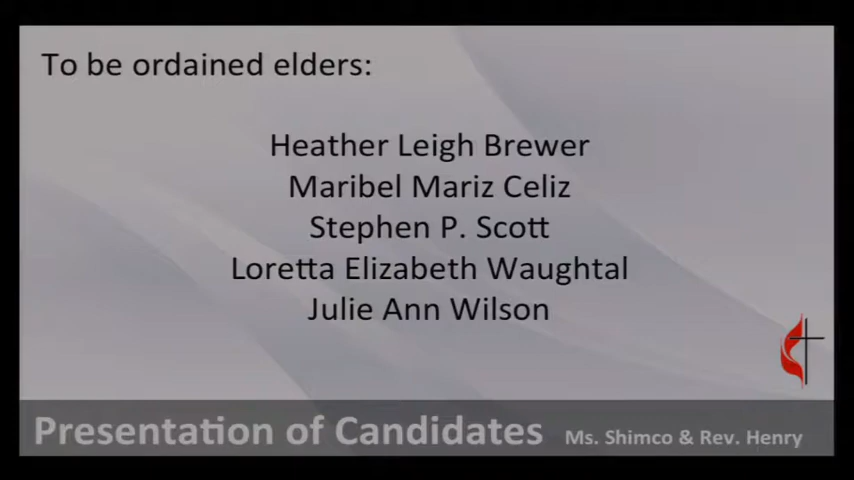 To be ordained elders:
Heather Leigh Brewer
Maribel Mariz Celiz
Stephen P. Scott
Loretta Elizabeth Waughtal
Julie Ann Wilson
Presentation of Candidates Ms. Shimco & Rev. Henry